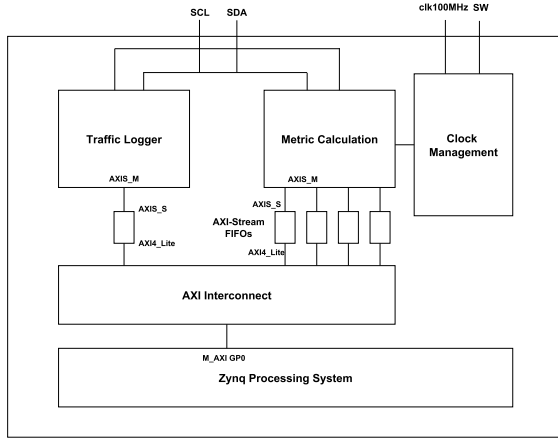 SCL SDA clk100MHz SW
Traffic Logger
Metric Calculation
Clock
Management
AXIS_M
AXIS_M
AXIS_S
AXIS_S
AXI-Stream
FIFOs
AXI4_Lite
AXI4_Lite
AXI Interconnect
M_AXI GP0
Zynq Processing System